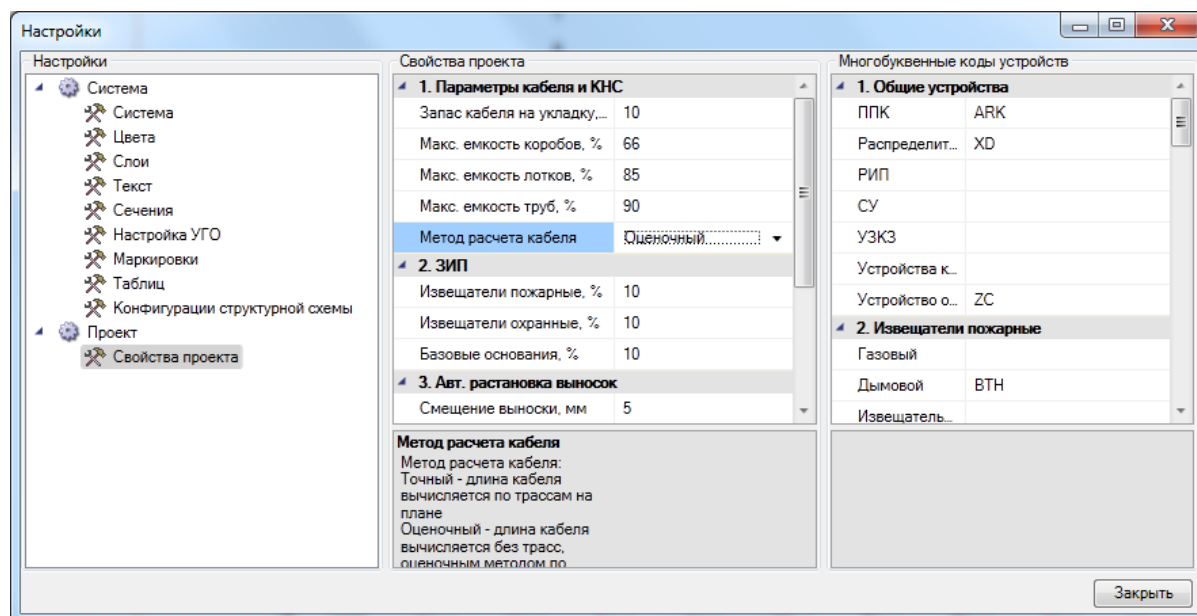 Настройки
Настройки
Система
Система
Цвета
Слои
Текст
Сечения
Настройка УГО
Маркировки
Таблиц
Конфигурации структурной схемы
Проект
Свойства проекта
Свойства проекта
1. Параметры кабеля и КНС
Запас кабеля на укладку,... 10
Макс. емкость коробов, % 66
Макс. емкость лотков, % 85
Макс. емкость труб, % 90
Метод расчета кабеля Оценочный
2. ЗИП
Извещатели пожарные, % 10
Извещатели охранные, % 10
Базовые основания, % 10
3. Авт. растановка выносок
Смещение выноски, мм 5
Метод расчета кабеля
Метод расчета кабеля:
Точный - длина кабеля
вычисляется по трассам на
плане
Оценочный - длина кабеля
вычисляется без трасс,
оценочным методом по
Многобуквенные коды устройств
1. Общие устройства
ППК ARK
Распределит... XD
РИП
СУ
УЗКЗ
Устройства к...
Устройство о... ZC
2. Извещатели пожарные
Газовый
Дымовой BTH
Извещатель...
Закрыть